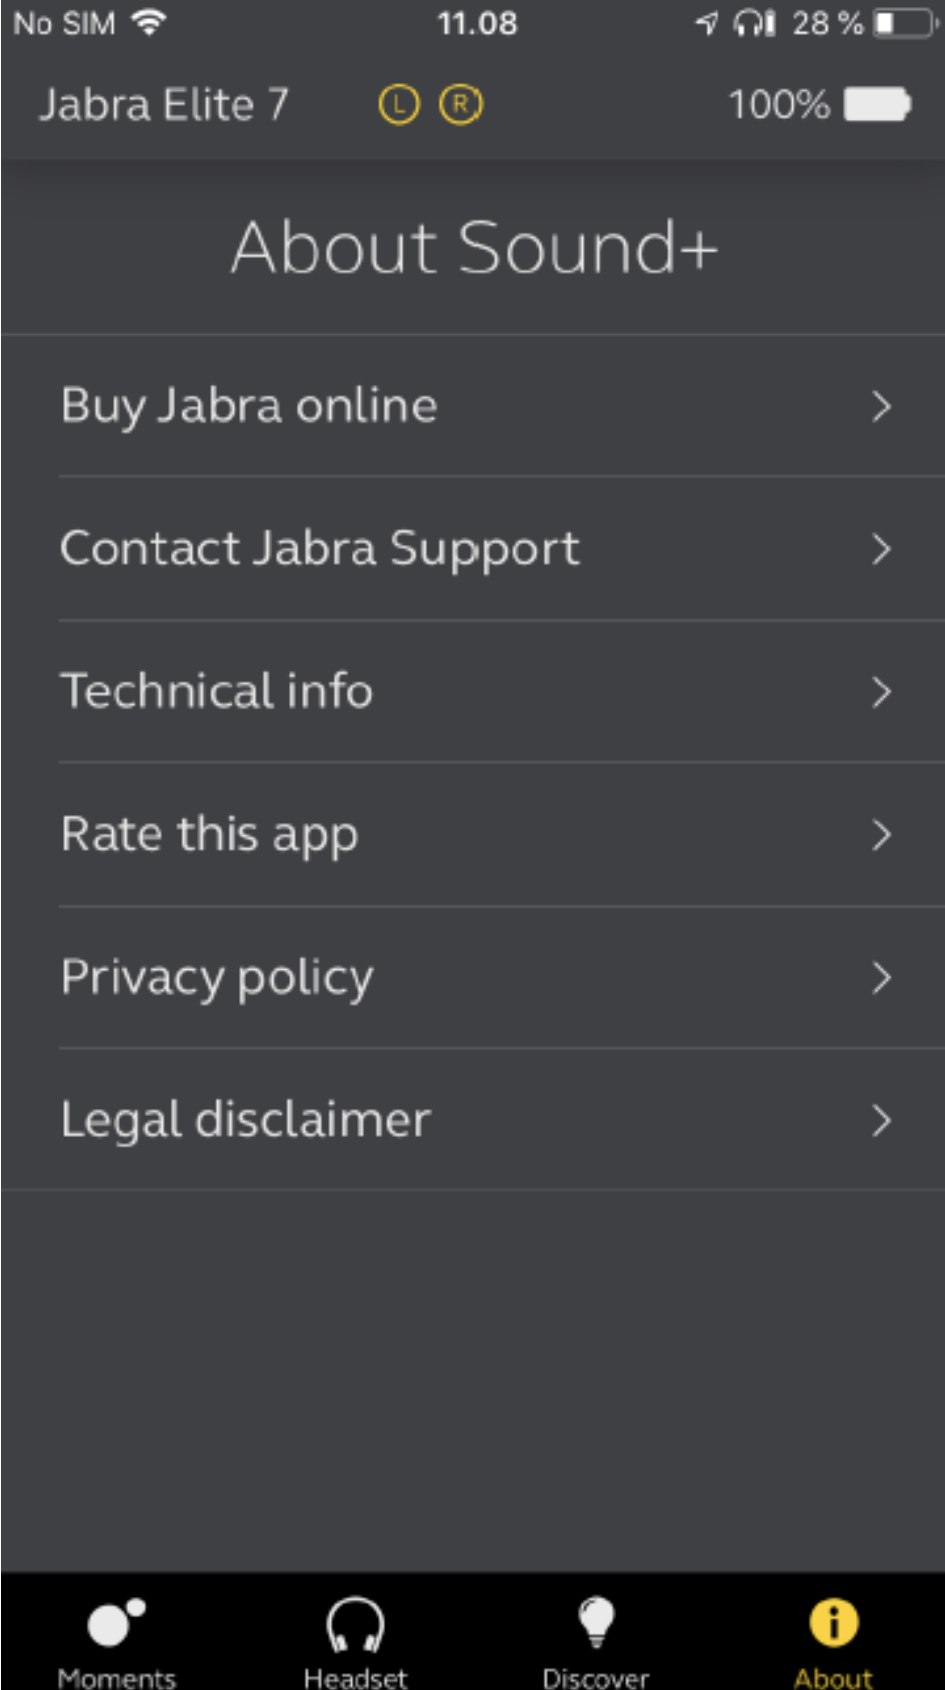 No SIM 11.08 28 %
Jabra Elite 7 L R 100%
About Sound+
Buy Jabra online
Contact Jabra Support
Technical info
Rate this app
Privacy policy
Legal disclaimer
Moments Headset Discover About